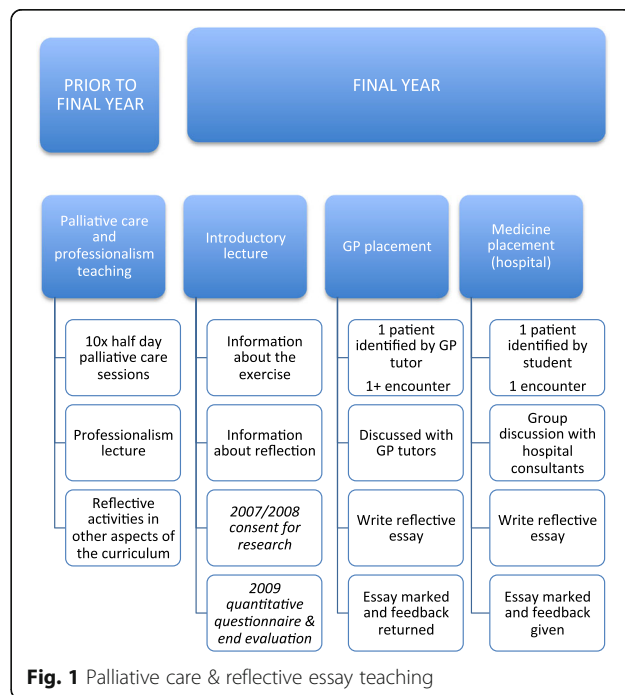 PRIOR TO
FINAL YEAR
FINAL YEAR
Palliative care
and
professionalism
teaching
10x half day
palliative care
sessions
Professionalism
lecture
Reflective
activities in
other aspects of
the curriculum
Introductory
lecture
Information
about the
exercise
Information
about reflection
2007/2008
consent for
research
2009
quantitative
questionnaire &
end evaluation
GP placement
1 patient
identified by GP
tutor
1+ encounter
Discussed with
GP tutors
Write reflective
essay
Essay marked
and feedback
returned
Medicine
placement
(hospital)
1 patient
identified by
student
1 encounter
Group
discussion with
hospital
consultants
Write reflective
essay
Essay marked
and feedback
given
Fig. 1 Palliative care & reflective essay teaching